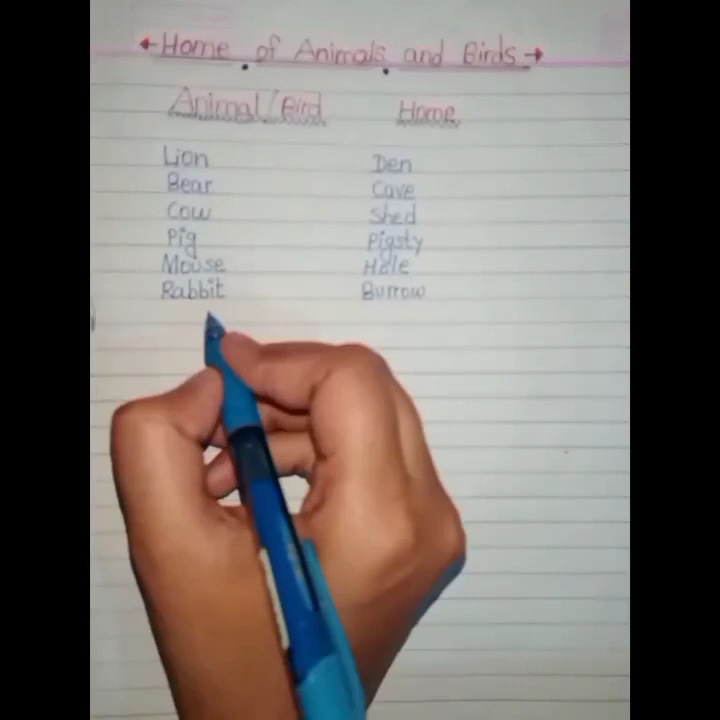 Home of Animals and Birds
Animal/Bird Home
Lion Den
Bear Cave
Cow Shed
Pig Pigsty
Mouse Hole
Rabbit Burrow